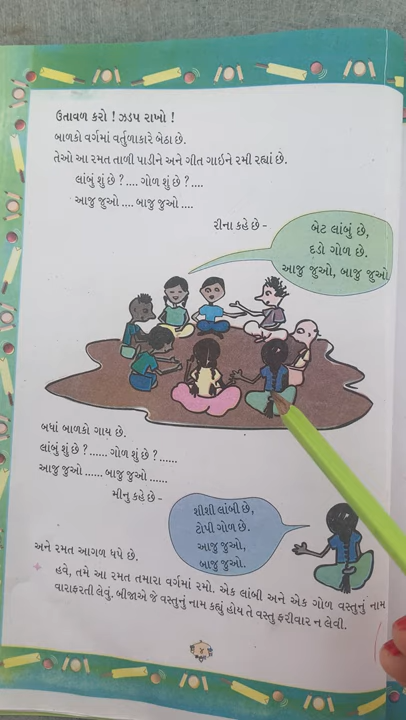 ઉતાવળ કરો ! ઝડપ રાખો !
બાળકો વર્ગમાં વર્તુળાકારે બેઠા છે.
તેઓ આ રમત તાળી પાડીને અને ગીત ગાઇને રમી રહ્યાં છે.
લાંબું શું છે ? .... ગોળ શું છે ? ....
આજુ જુઓ .... બાજુ જુઓ ....
રીના કહે છે -
બેટ લાંબું છે,
દડો ગોળ છે.
આજુ જુઓ, બાજુ જુઓ
બધાં બાળકો ગાય છે.
લાંબું શું છે ? ...... ગોળ શું છે ? ......
આજુ જુઓ ...... બાજુ જુઓ ......
મીનુ કહે છે -
શીશી લાંબી છે,
ટોપી ગોળ છે.
આજુ જુઓ,
બાજુ જુઓ.
અને રમત આગળ ધપે છે.
હવે, તમે આ રમત તમારા વર્ગમાં રમો. એક લાંબી અને એક ગોળ વસ્તુનું નામ
વારાફરતી લેવું. બીજાએ જે વસ્તુનું નામ કહ્યું હોય તે વસ્તુ ફરીવાર ન લેવી.
૪